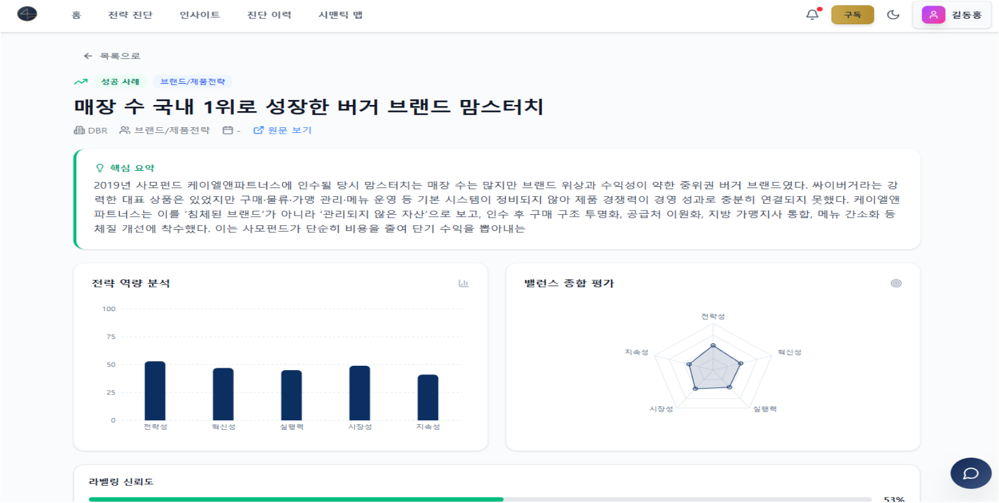 홈 전략 진단 인사이트 진단 이력 시맨틱 맵 구독 길동홍
목록으로
성공 사례 브랜드/제품전략
매장 수 국내 1위로 성장한 버거 브랜드 맘스터치
DBR 브랜드/제품전략 - 원문 보기
핵심 요약
2019년 사모펀드 케이엘앤파트너스에 인수될 당시 맘스터치는 매장 수는 많지만 브랜드 위상과 수익성이 약한 중위권 버거 브랜드였다. 싸이버거라는 강
력한 대표 상품은 있었지만 구매·물류·가맹 관리·메뉴 운영 등 기본 시스템이 정비되지 않아 제품 경쟁력이 경영 성과로 충분히 연결되지 못했다. 케이엘앤
파트너스는 이를 ‘침체된 브랜드’가 아니라 ‘관리되지 않은 자산’으로 보고, 인수 후 구매 구조 투명화, 공급처 이원화, 지방 가맹지사 통합, 메뉴 간소화 등
체질 개선에 착수했다. 이는 사모펀드가 단순히 비용을 줄여 단기 수익을 뽑아내는
전략 역량 분석
100
75
50
25
0
전략성 혁신성 실행력 시장성 지속성
밸런스 종합 평가
전략성
지속성 혁신성
시장성 실행력
라벨링 신뢰도
53%